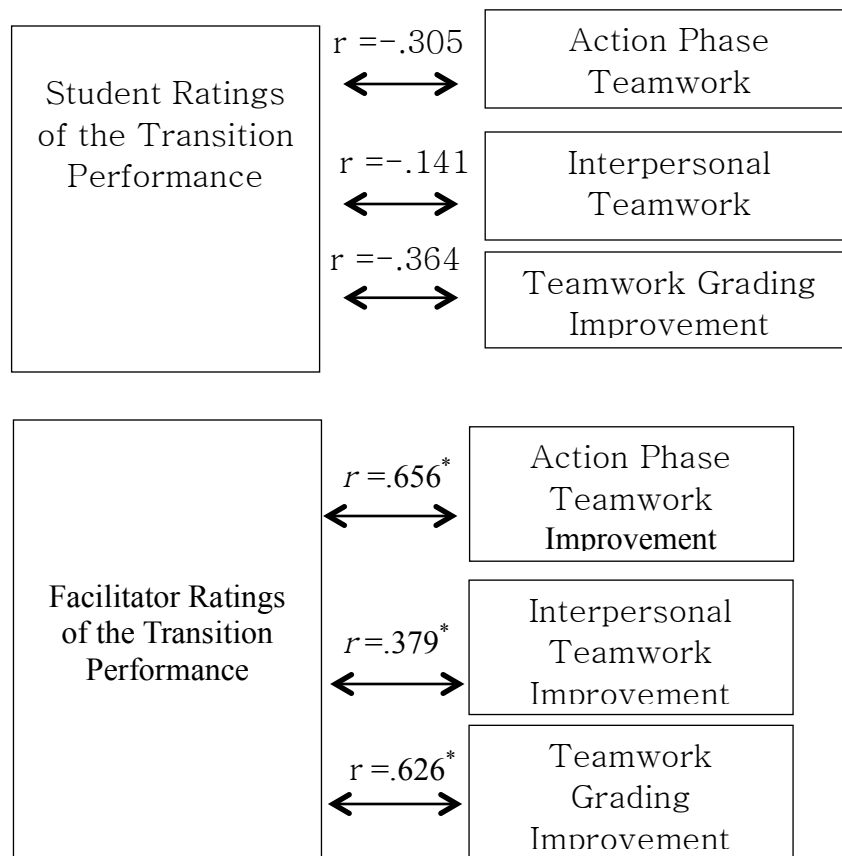 Student Ratings
of the Transition
Performance
r =-.305
Action Phase
Teamwork
r =-.141
Interpersonal
Teamwork
r =-.364
Teamwork Grading
Improvement
Facilitator Ratings
of the Transition
Performance
r =.656*
Action Phase
Teamwork
Improvement
r=.379*
Interpersonal
Teamwork
Improvement
r =.626*
Teamwork
Grading
Improvement